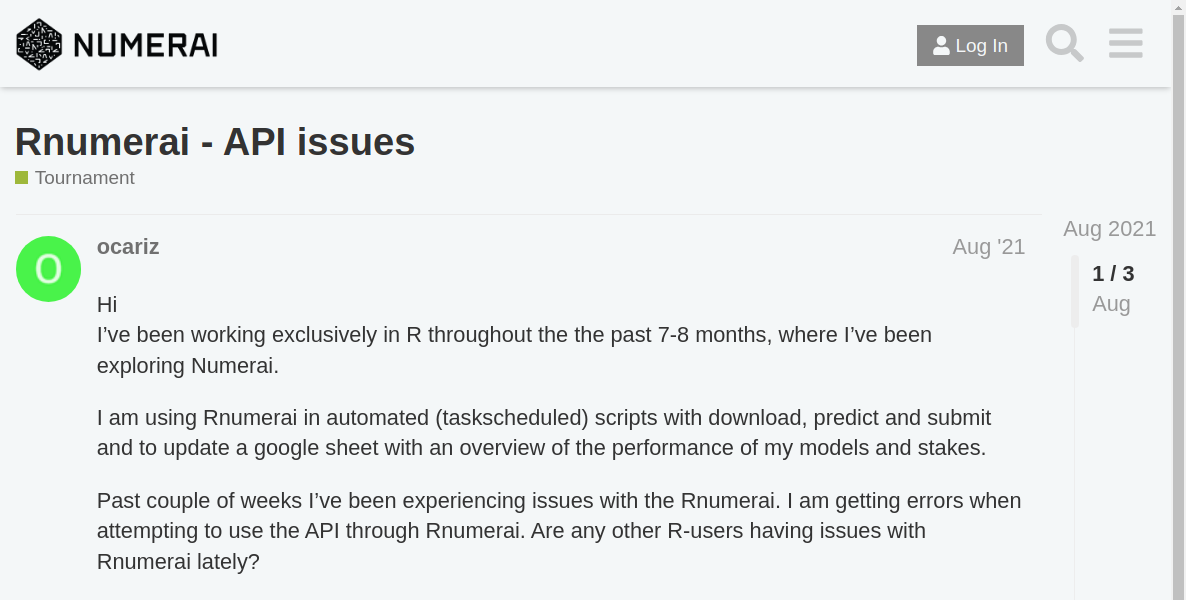 NUMERAI
Log In
Rnumerai - API issues
Tournament
Aug 2021
ocariz
Aug '21
1 / 3
Aug
O
Hi
I’ve been working exclusively in R throughout the the past 7-8 months, where I’ve been
exploring Numerai.
I am using Rnumerai in automated (taskscheduled) scripts with download, predict and submit
and to update a google sheet with an overview of the performance of my models and stakes.
Past couple of weeks I’ve been experiencing issues with the Rnumerai. I am getting errors when
attempting to use the API through Rnumerai. Are any other R-users having issues with
Rnumerai lately?